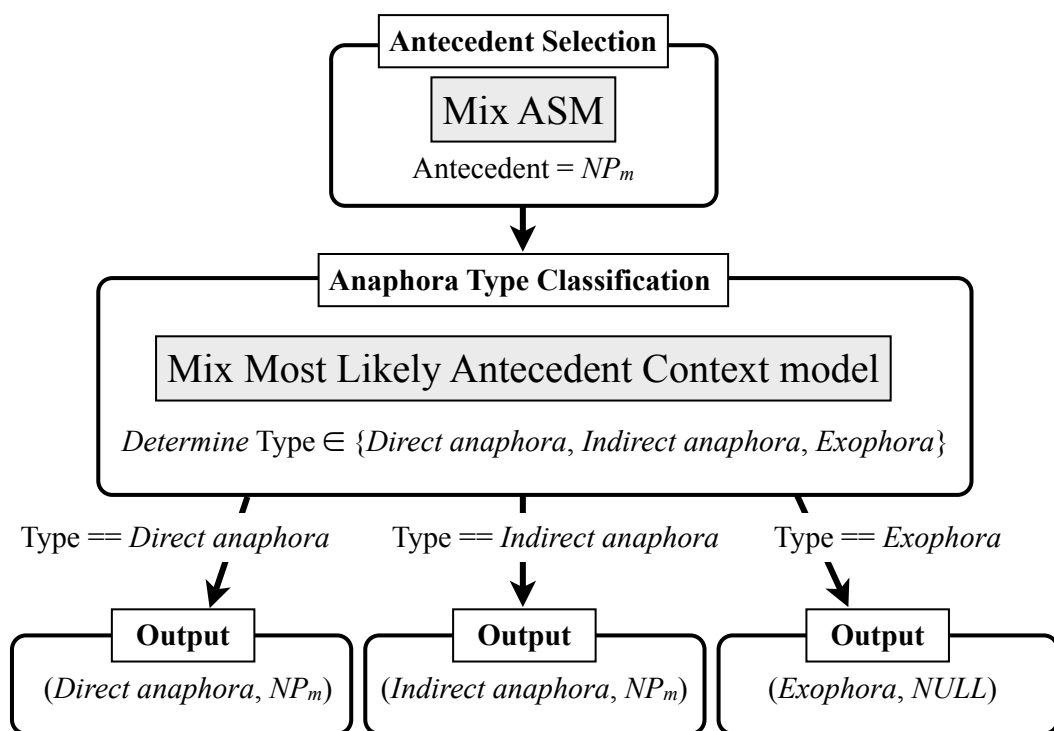 Antecedent Selection
Mix ASM
Antecedent = NPm
Anaphora Type Classification
Mix Most Likely Antecedent Context model
Determine Type ∈ {Direct anaphora, Indirect anaphora, Exophora}
Type == Direct anaphora
Type == Indirect anaphora
Type == Exophora
Output
(Direct anaphora, NPm)
Output
(Indirect anaphora, NPm)
Output
(Exophora, NULL)